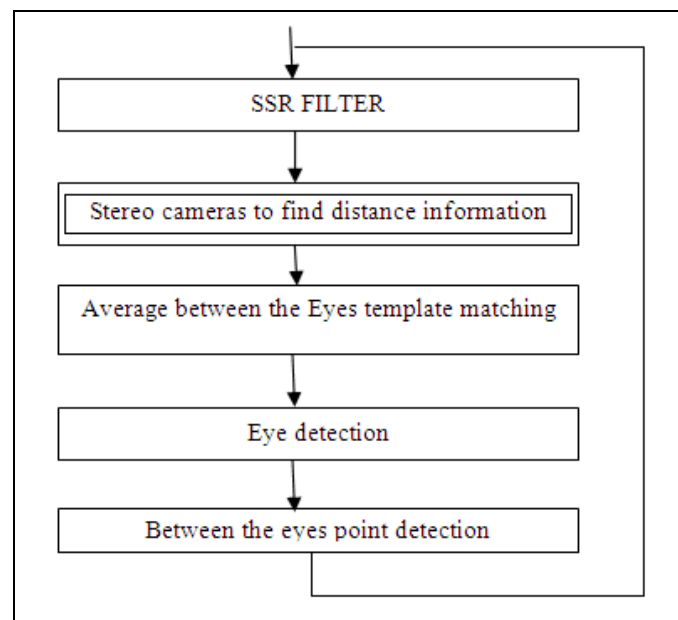 SSR FILTER
Stereo cameras to find distance information
Average between the Eyes template matching
Eye detection
Between the eyes point detection